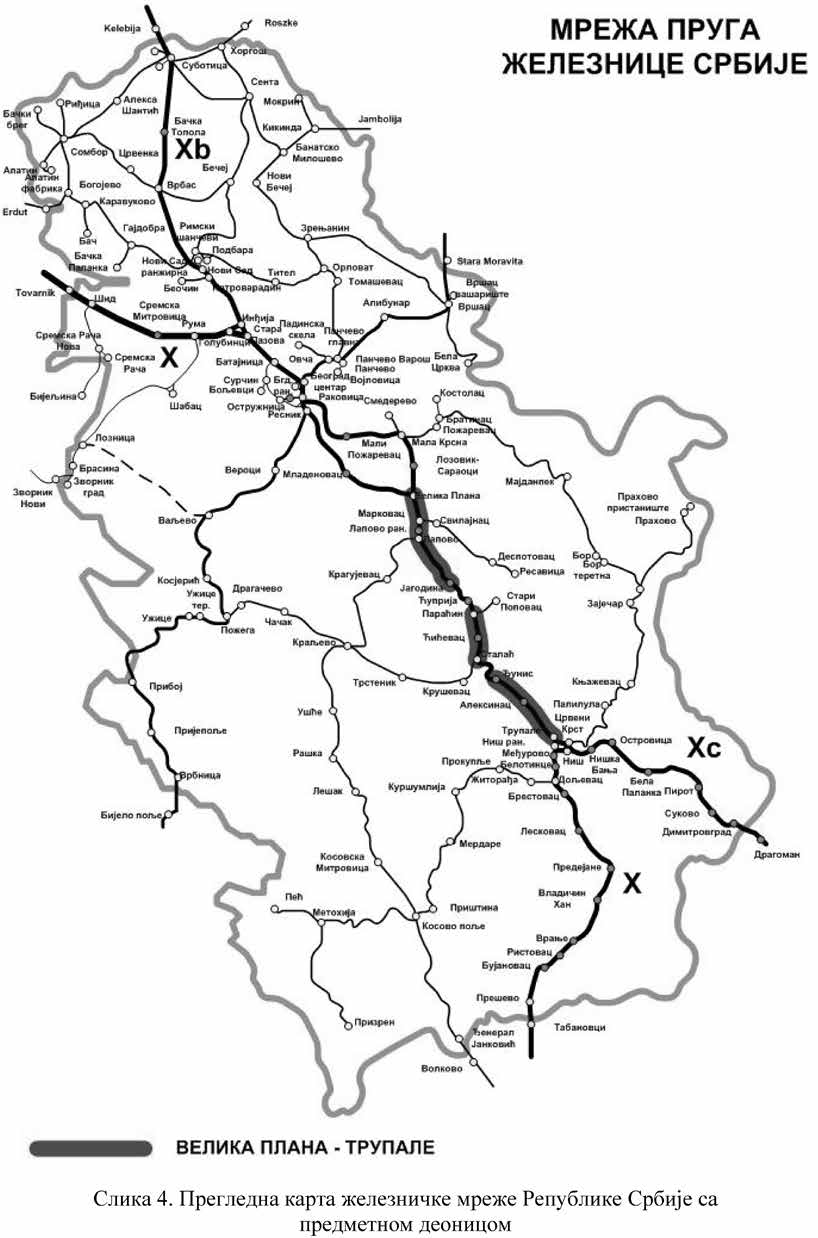 МРЕЖА ПРУГА
ЖЕЛЕЗНИЦЕ СРБИЈЕ
Kelebija
Roszke
Хоргош
Суботица
Сента
Мокрин
Jambolija
Кикинда
Банатско
Милошево
Алекса
Шантић
Риђица
Бачки
брег
Бачка
Топола
Xb
Сомбор
Црвенка
Бечеј
Нови
Бечеј
Апатин
Апатин
фабрика
Богојево
Врбас
Erdut
Каравуково
Бач
Гајдобра
Бачка
Паланка
Римски
шанчеви
Подбара
Нови Сад
ранжирна
Нови Сад
Петроварадин
Беочин
Зрењанин
Тител
Орловат
Томашевац
Stara Moravita
Вршац
вашариште
Вршац
Алибунар
Бела
Црква
Tovarnik
Шид
Сремска
Митровица
Рума
X
Инђија
Стара
Пазова
Голубинци
Падинска
скела
Панчево
главна
Овча
Панчево Варош
Панчево
Војловица
Сремска Рача
Нова
Сремска
Рача
Бијељина
Шабац
Батајница
Сурчин
Бољевци
Бгд
ран.
Београд
центар
Раковица
Остружница
Ресник
Смедерево
Костолац
Братинац
Пожаревац
Мала Крсна
Мали
Пожаревац
Лозовик-
Сараоци
Лозница
Брасина
Зворник
град
Зворник
Нови
Вероци
Младеновац
Велика Плана
Мајданпек
Прахово
пристаниште
Прахово
Ваљево
Марковац
Свилајнац
Лапово ран.
Лапово
Деспотовац
Ресавица
Бор
Бор
теретна
Крагујевац
Јагодина
Ћуприја
Стари
Поповац
Параћин
Зајечар
Косјерић
Ужице
тер.
Ужице
Драгачево
Пожега
Чачак
Краљево
Ћићевац
Сталаћ
Ђунис
Трстеник
Крушевац
Алексинац
Књажевац
Палилула
Црвени
Крст
Трупале
Ниш ран.
Међурово
Белотинце
Ниш
Нишка
Бања
Островица
Xc
Бела
Паланка
Пирот
Суково
Димитровград
Драгоман
Прибој
Пријепоље
Врбница
Бијело поље
Ушће
Рашка
Лешак
Косовска
Митровица
Прокупље
Житорађа
Дољевац
Куршумлија
Брестовац
Мердаре
Лесковац
Предејане
X
Владичин
Хан
Пећ
Метохија
Приштина
Косово поље
Врање
Ристовац
Бујановац
Прешево
Табановци
Призрен
Ђенерал
Јанковић
Волково
ВЕЛИКА ПЛАНА - ТРУПАЛЕ
Слика 4. Прегледна карта железничке мреже Републике Србије са
предметном деоницом